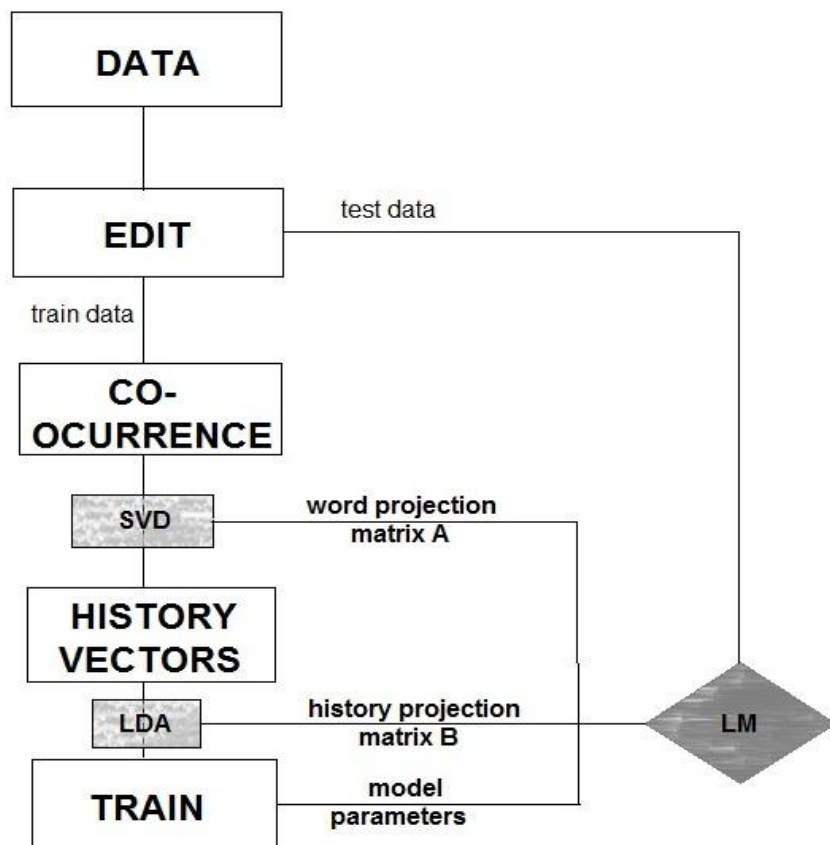 DATA
EDIT
test data
train data
CO-
OCURRENCE
SVD
word projection
matrix A
HISTORY
VECTORS
LDA
history projection
matrix B
LM
TRAIN
model
parameters